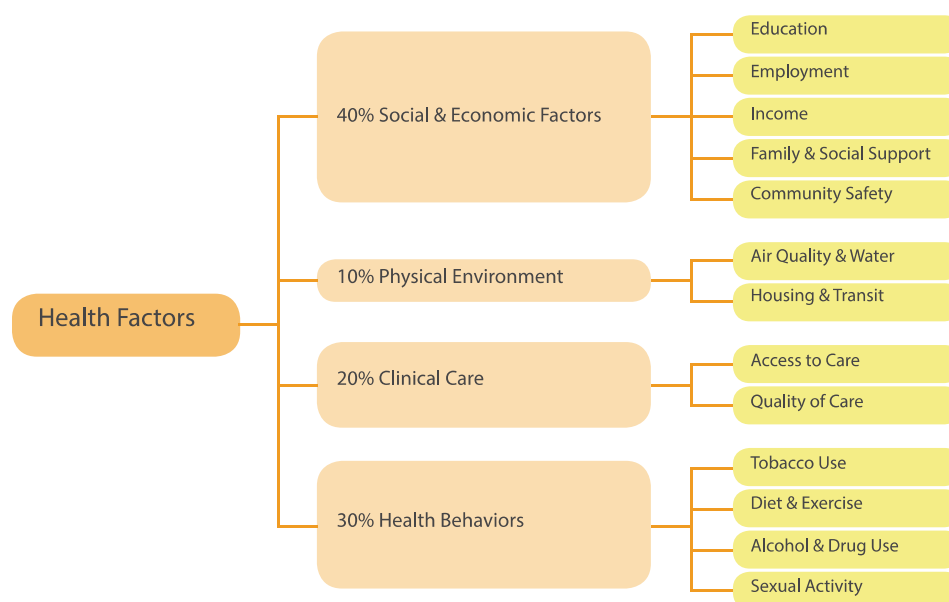 Health Factors
40% Social & Economic Factors
Education
Employment
Income
Family & Social Support
Community Safety
10% Physical Environment
Air Quality & Water
Housing & Transit
20% Clinical Care
Access to Care
Quality of Care
30% Health Behaviors
Tobacco Use
Diet & Exercise
Alcohol & Drug Use
Sexual Activity